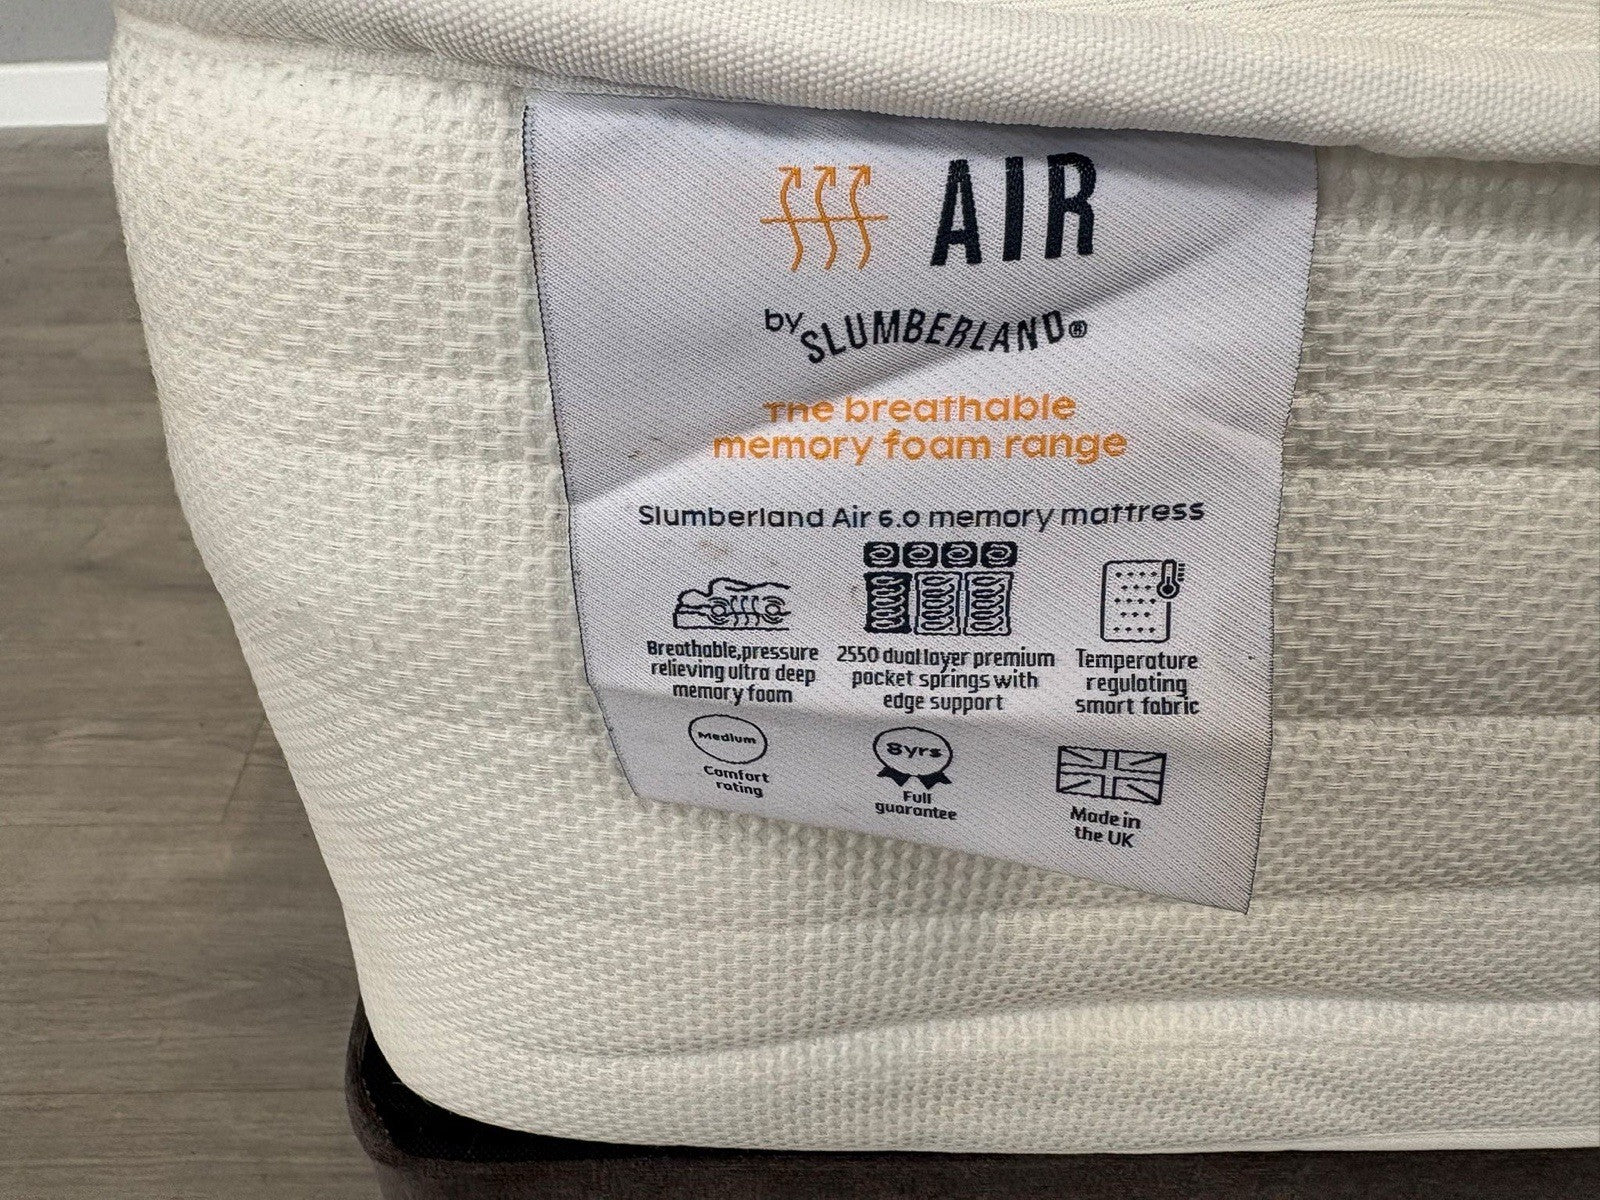 AIR
by SLUMBERLAND®
The breathable
memory foam range
Slumberland Air 6.0 memory mattress
Breathable, pressure
relieving ultra deep
memory foam
2550 dual layer premium
pocket springs with
edge support
Temperature
regulating
smart fabric
Medium
Comfort
rating
8yrs
Full
guarantee
Made in
the UK